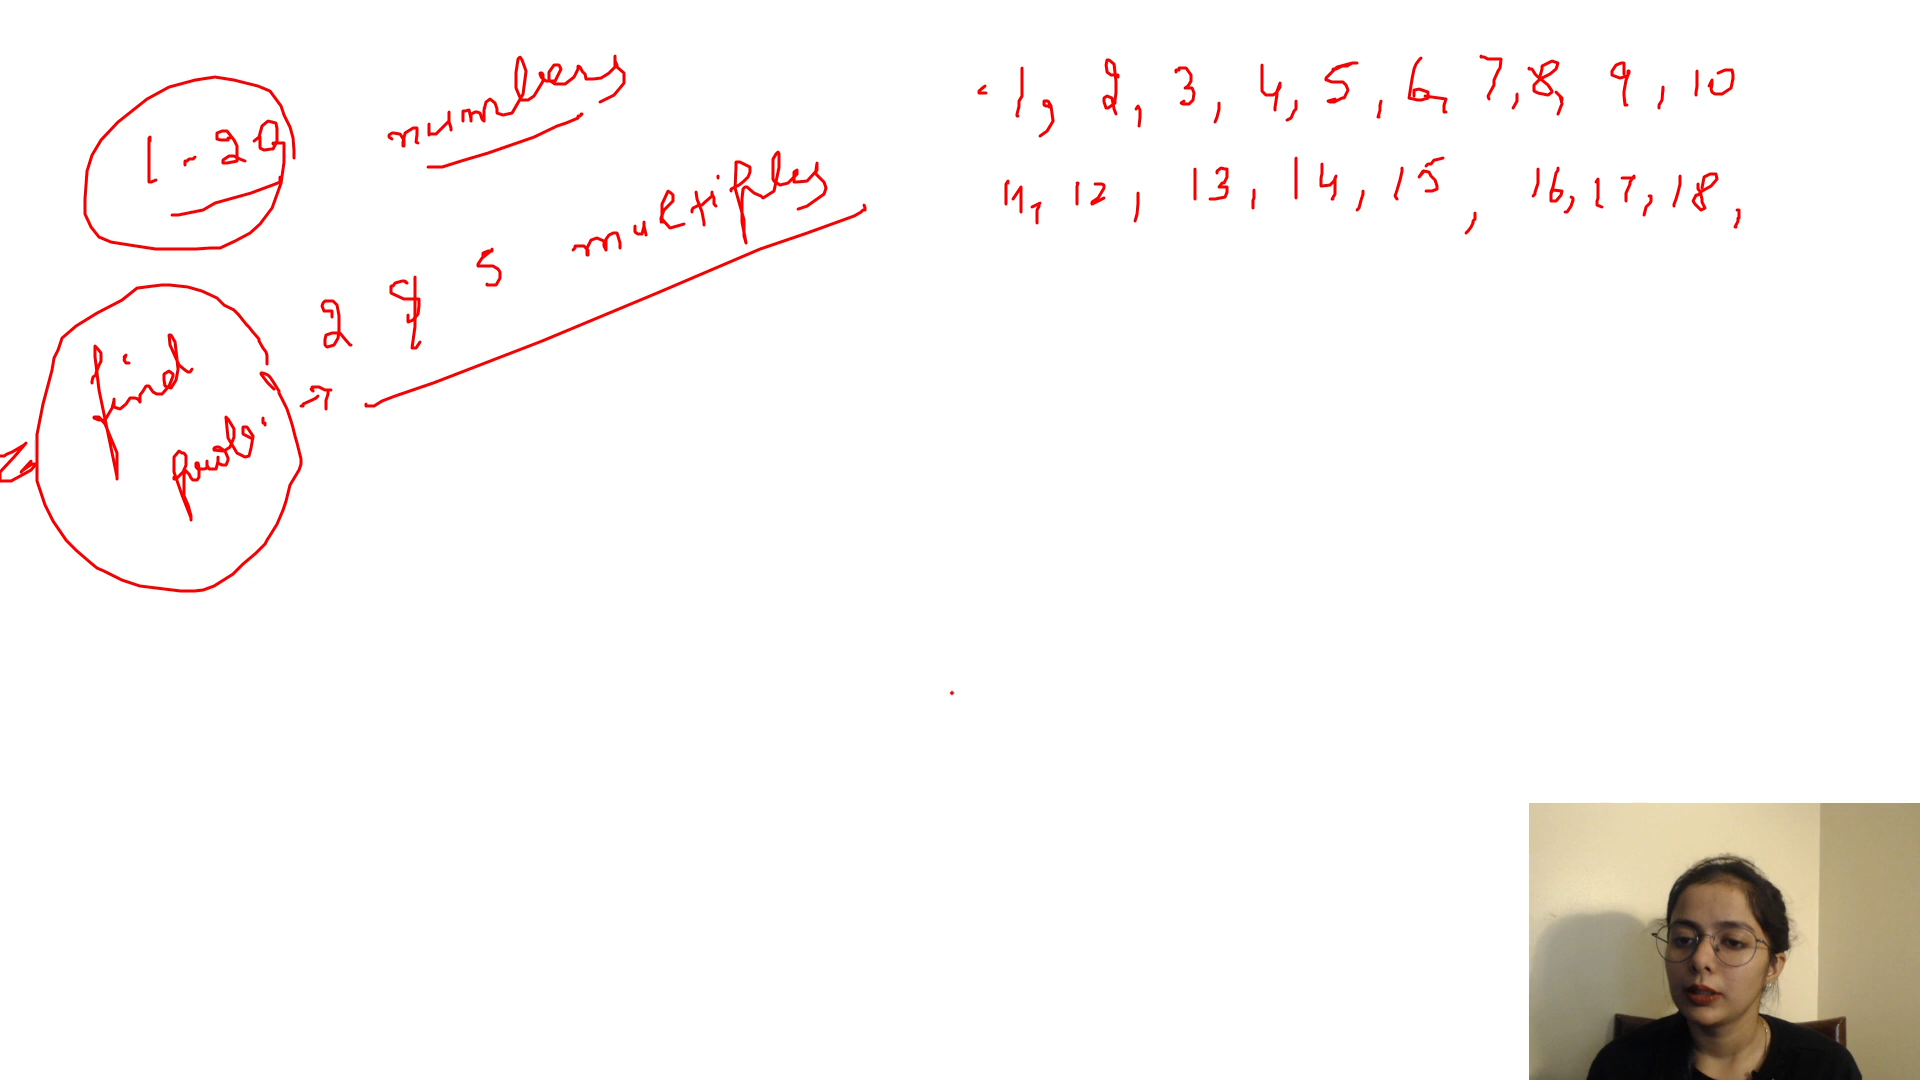 1 - 20 numbers
find prob. → 2 & 5 multiples
1, 2, 3, 4, 5, 6, 7, 8, 9, 10
11, 12, 13, 14, 15, 16, 17, 18,